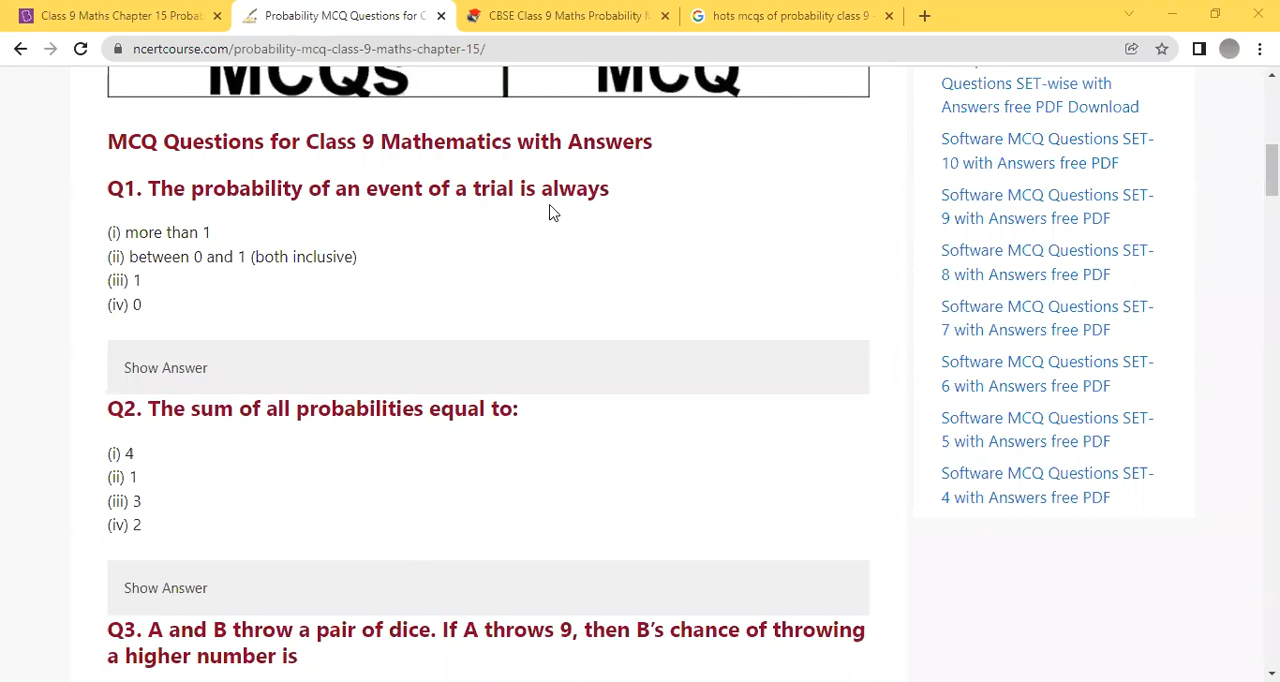 Class 9 Maths Chapter 15 Proba
Probability MCQ Questions for C
CBSE Class 9 Maths Probability
hots mcqs of probability class 9
ncertcourse.com/probability-mcq-class-9-maths-chapter-15/
MCQs MCQ
MCQ Questions for Class 9 Mathematics with Answers
Q1. The probability of an event of a trial is always
(i) more than 1
(ii) between 0 and 1 (both inclusive)
(iii) 1
(iv) 0
Show Answer
Q2. The sum of all probabilities equal to:
(i) 4
(ii) 1
(iii) 3
(iv) 2
Show Answer
Q3. A and B throw a pair of dice. If A throws 9, then B's chance of throwing
a higher number is
Questions SET-wise with
Answers free PDF Download
Software MCQ Questions SET-
10 with Answers free PDF
Software MCQ Questions SET-
9 with Answers free PDF
Software MCQ Questions SET-
8 with Answers free PDF
Software MCQ Questions SET-
7 with Answers free PDF
Software MCQ Questions SET-
6 with Answers free PDF
Software MCQ Questions SET-
5 with Answers free PDF
Software MCQ Questions SET-
4 with Answers free PDF